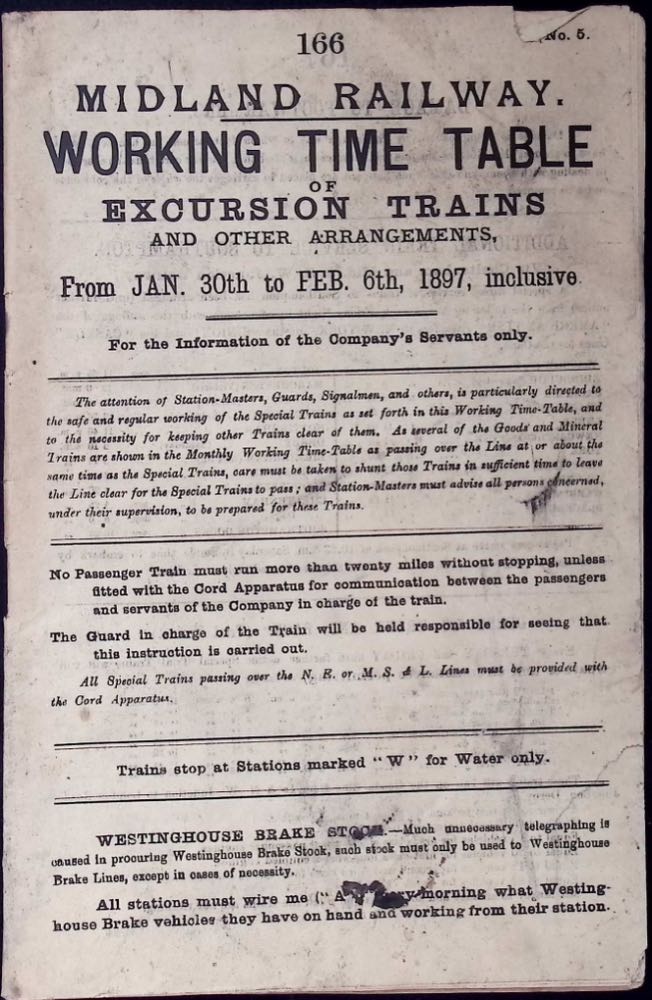 166
No. 5.
MIDLAND RAILWAY.
WORKING TIME TABLE
OF
EXCURSION TRAINS
AND OTHER ARRANGEMENTS,
From JAN. 30th to FEB. 6th, 1897, inclusive.
For the Information of the Company's Servants only.
The attention of Station-Masters, Guards, Signalmen, and others, is particularly directed to
the safe and regular working of the Special Trains as set forth in this Working Time-Table, and
to the necessity for keeping other Trains clear of them. As several of the Goods and Mineral
Trains are shown in the Monthly Working Time-Table as passing over the Line at or about the
same time as the Special Trains, care must be taken to shunt those Trains in sufficient time to leave
the Line clear for the Special Trains to pass; and Station-Masters must advise all persons concerned,
under their supervision, to be prepared for these Trains.
No Passenger Train must run more than twenty miles without stopping, unless
fitted with the Cord Apparatus for communication between the passengers
and servants of the Company in charge of the train.
The Guard in charge of the Train will be held responsible for seeing that
this instruction is carried out.
All Special Trains passing over the N. E. or M. S. & L. Lines must be provided with
the Cord Apparatus.
Trains stop at Stations marked "W" for Water only.
WESTINGHOUSE BRAKE STOCK.—Much unnecessary telegraphing is
caused in procuring Westinghouse Brake Stock, such stock must only be used to Westinghouse
Brake Lines, except in cases of necessity.
All stations must wire me ("A morning what Westing-
house Brake vehicles they have on hand and working from their station.